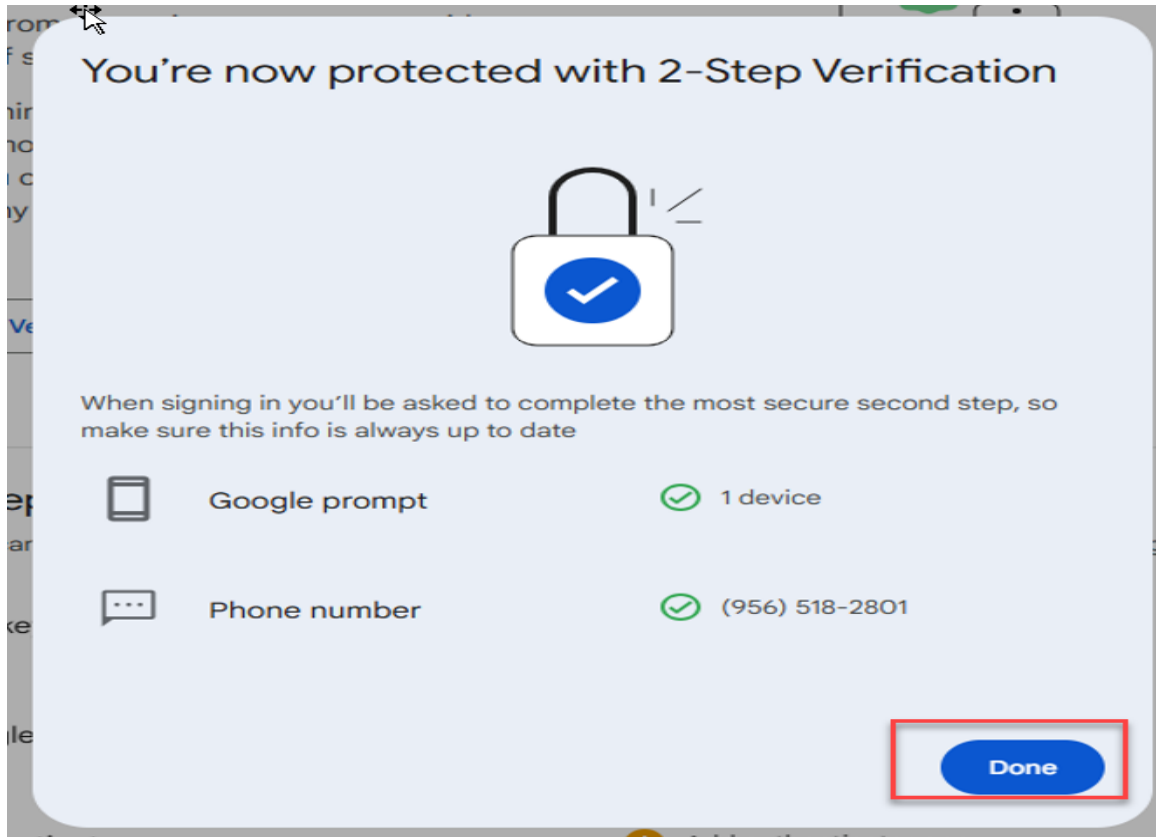 You're now protected with 2-Step Verification
When signing in you'll be asked to complete the most secure second step, so
make sure this info is always up to date
Google prompt
1 device
Phone number
(956) 518-2801
Done